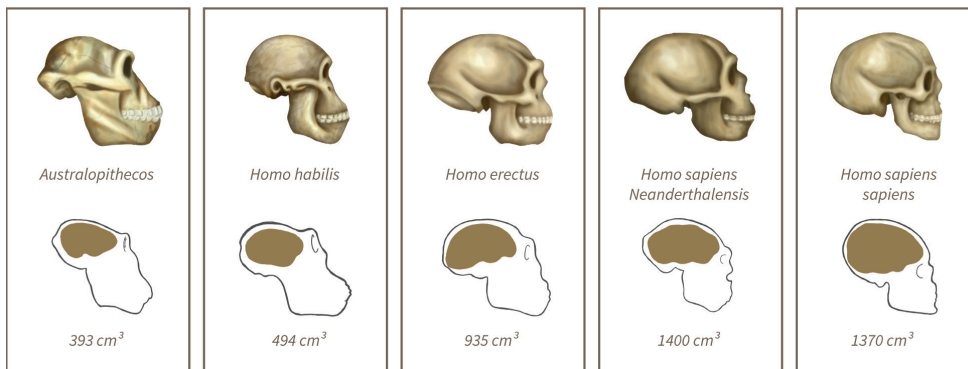 Australopithecos
393 cm³
Homo habilis
494 cm³
Homo erectus
935 cm³
Homo sapiens
Neanderthalensis
1400 cm³
Homo sapiens
sapiens
1370 cm³